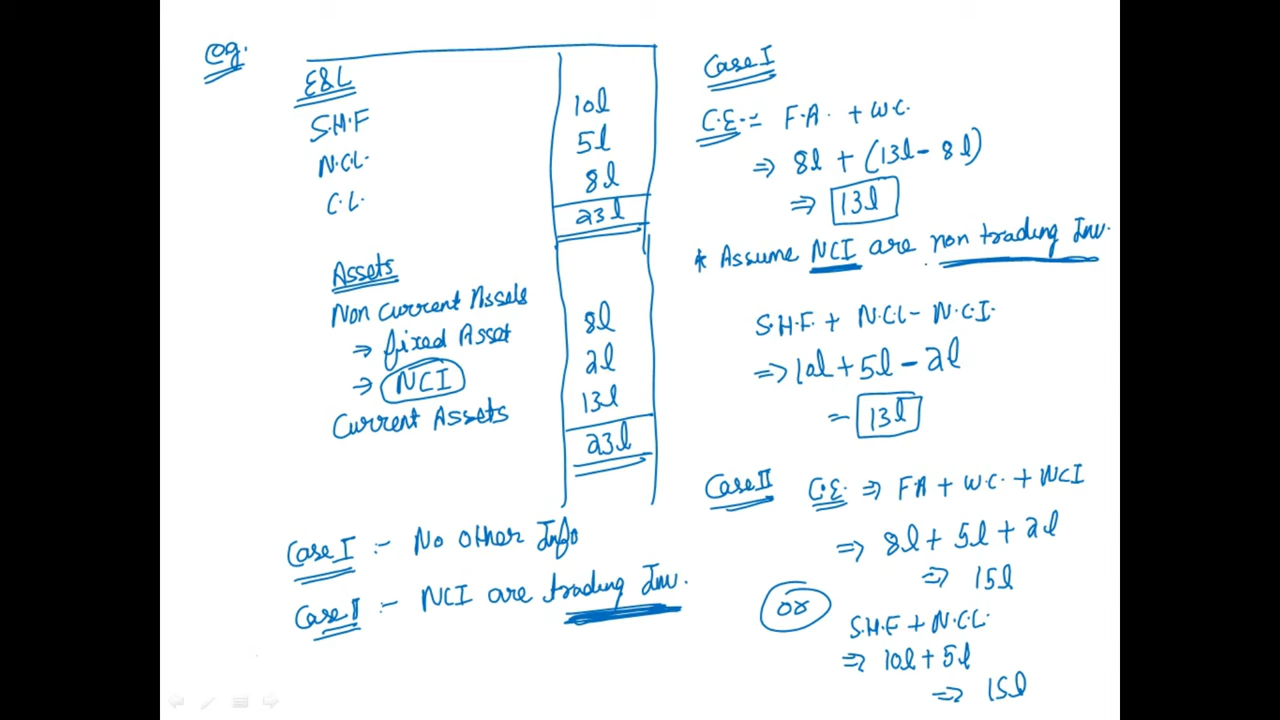 eg.
E&L
S.H.F 10l
N.C.L. 5l
C.L. 8l
23l
Assets
Non Current Assets
⇒ fixed Asset 8l
⇒ NCI 2l
Current Assets 13l
23l
Case I :- No other Info
Case II :- NCI are trading Inv.
Case I
C.E. = F.A. + W.C.
⇒ 8l + (13l - 8l)
⇒ 13l
* Assume NCI are non trading Inv.
S.H.F. + N.C.L - N.C.I.
⇒ 10l + 5l - 2l
= 13l
Case II C.E. ⇒ F.A + W.C. + NCI
⇒ 8l + 5l + 2l
⇒ 15l
or
S.H.F + N.C.L.
⇒ 10l + 5l
⇒ 15l